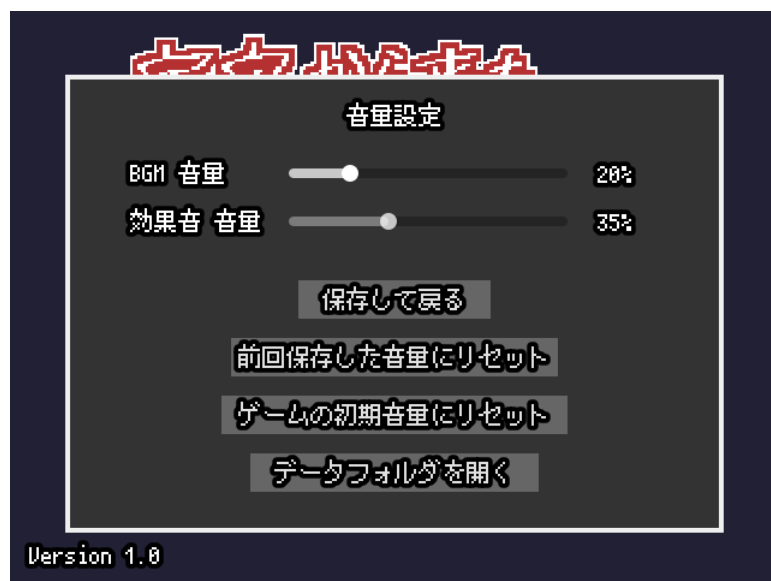 音量設定
BGM 音量 20%
効果音 音量 35%
保存して戻る
前回保存した音量にリセット
ゲームの初期音量にリセット
データフォルダを開く
Version 1.0